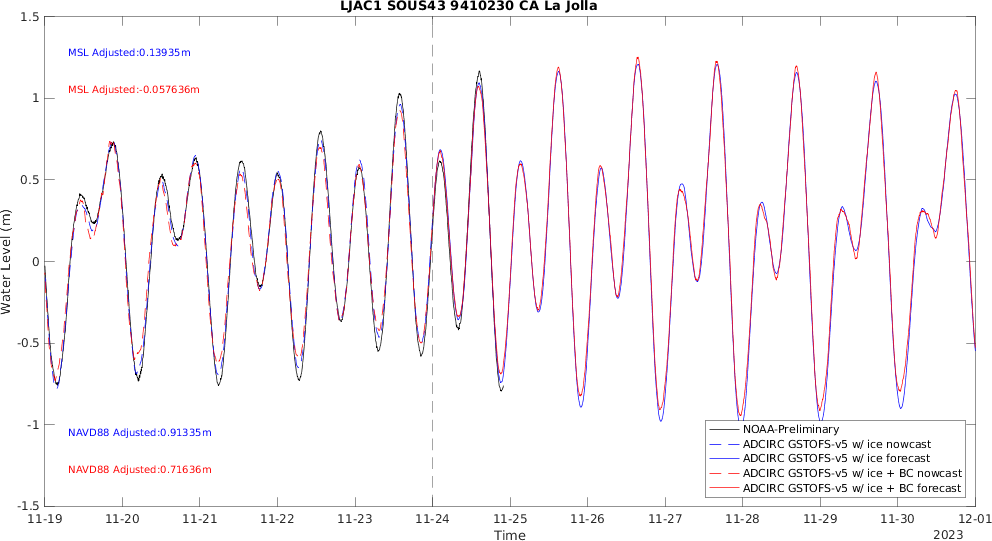 LJAC1 SOUS43 9410230 CA La Jolla
1.5
1
0.5
0
-0.5
-1
-1.5
Water Level (m)
MSL Adjusted:0.13935m
MSL Adjusted:-0.057636m
NAVD88 Adjusted:0.91335m
NAVD88 Adjusted:0.71636m
NOAA-Preliminary
ADCIRC GSTOFS-v5 w/ ice nowcast
ADCIRC GSTOFS-v5 w/ ice forecast
ADCIRC GSTOFS-v5 w/ ice + BC nowcast
ADCIRC GSTOFS-v5 w/ ice + BC forecast
11-19 11-20 11-21 11-22 11-23 11-24 11-25 11-26 11-27 11-28 11-29 11-30 12-01
Time
2023